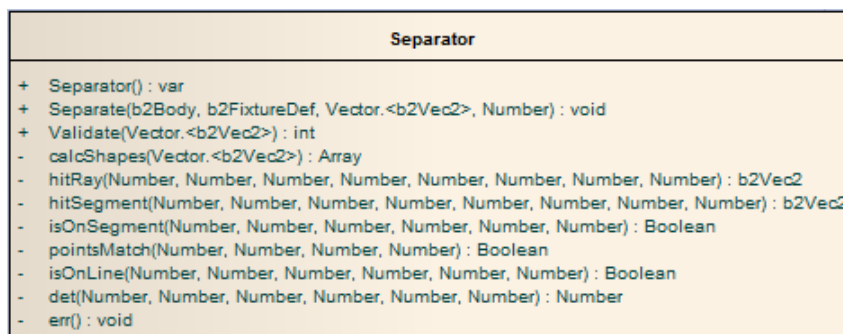 Separator
+ Separator() : var
+ Separate(b2Body, b2FixtureDef, Vector.<b2Vec2>, Number) : void
+ Validate(Vector.<b2Vec2>) : int
- calcShapes(Vector.<b2Vec2>) : Array
- hitRay(Number, Number, Number, Number, Number, Number, Number, Number) : b2Vec2
- hitSegment(Number, Number, Number, Number, Number, Number, Number, Number) : b2Vec2
- isOnSegment(Number, Number, Number, Number, Number, Number) : Boolean
- pointsMatch(Number, Number, Number, Number) : Boolean
- isOnLine(Number, Number, Number, Number, Number, Number) : Boolean
- det(Number, Number, Number, Number, Number, Number) : Number
- err() : void